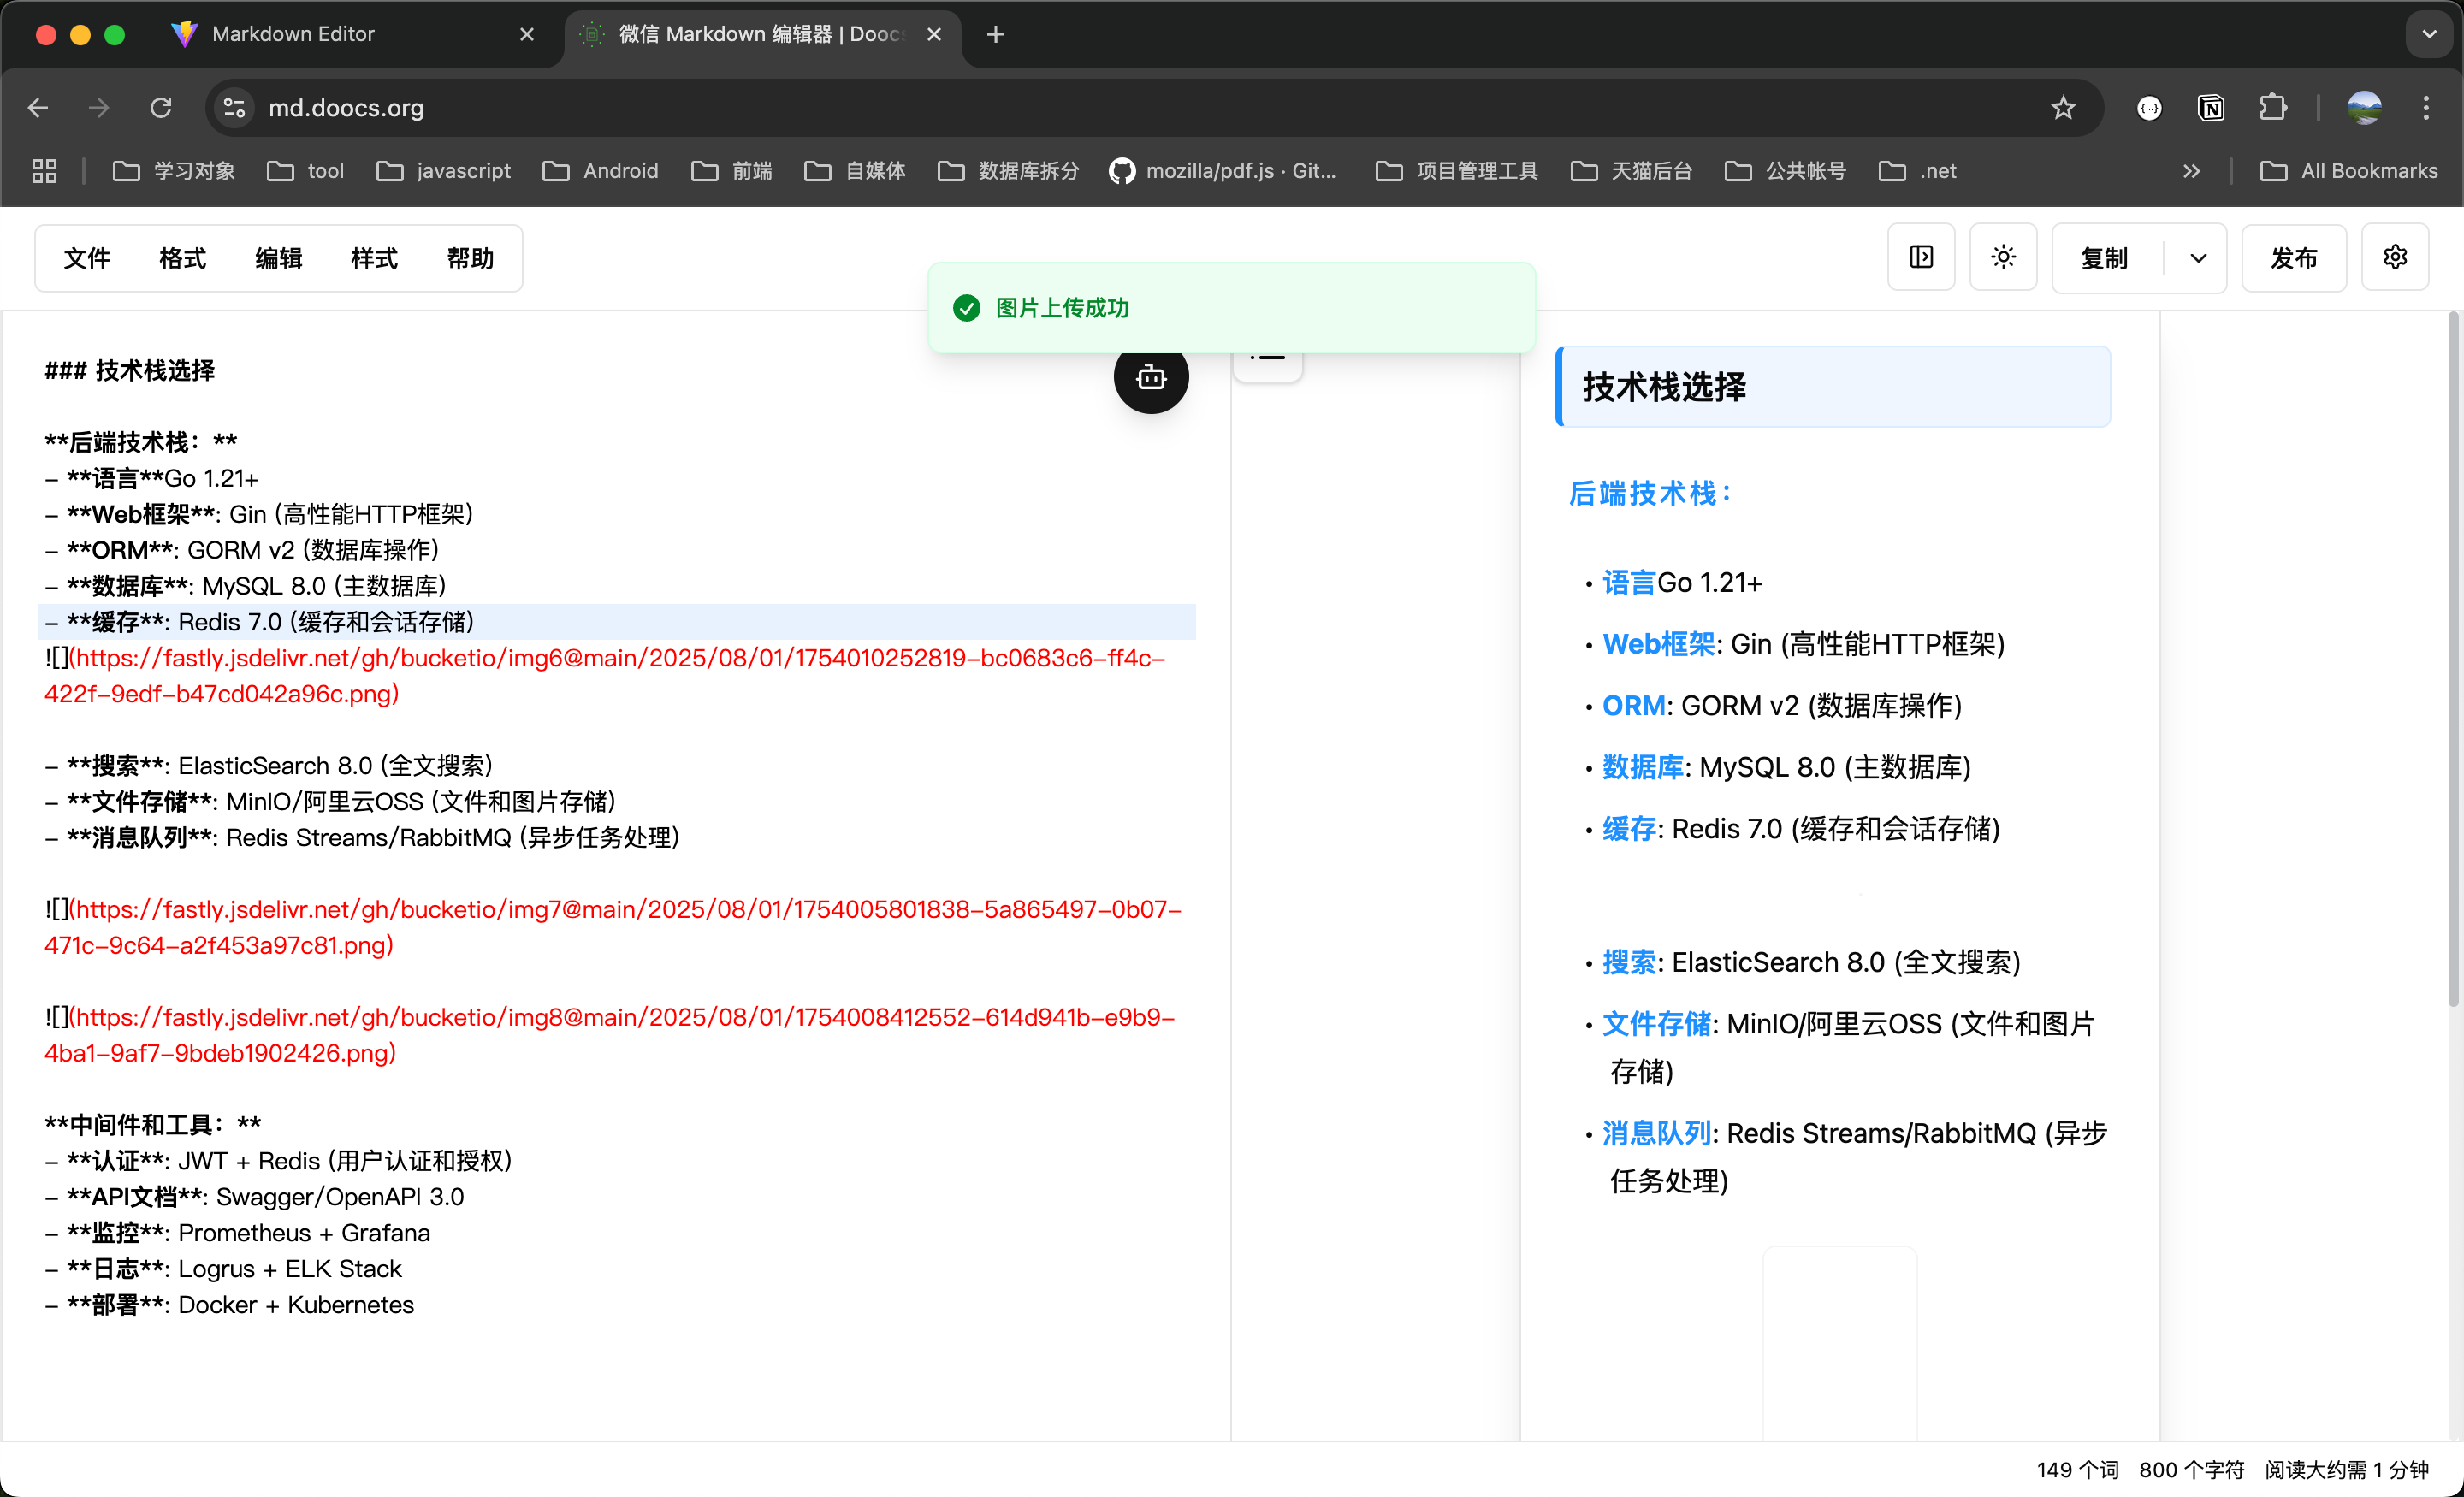 Markdown Editor
微信 Markdown 编辑器 | Doocs
md.doocs.org
学习对象 tool javascript Android 前端 自媒体 数据库拆分 mozilla/pdf.js · Git... 项目管理工具 天猫后台 公共帐号 .net All Bookmarks
文件 格式 编辑 样式 帮助
复制 发布
图片上传成功
### 技术栈选择
**后端技术栈：**
– **语言**Go 1.21+
– **Web框架**: Gin (高性能HTTP框架)
– **ORM**: GORM v2 (数据库操作)
– **数据库**: MySQL 8.0 (主数据库)
– **缓存**: Redis 7.0 (缓存和会话存储)
![](https://fastly.jsdelivr.net/gh/bucketio/img6@main/2025/08/01/1754010252819-bc0683c6-ff4c-
422f-9edf-b47cd042a96c.png)
– **搜索**: ElasticSearch 8.0 (全文搜索)
– **文件存储**: MinIO/阿里云OSS (文件和图片存储)
– **消息队列**: Redis Streams/RabbitMQ (异步任务处理)
![](https://fastly.jsdelivr.net/gh/bucketio/img7@main/2025/08/01/1754005801838-5a865497-0b07-
471c-9c64-a2f453a97c81.png)
![](https://fastly.jsdelivr.net/gh/bucketio/img8@main/2025/08/01/1754008412552-614d941b-e9b9-
4ba1-9af7-9bdeb1902426.png)
**中间件和工具：**
– **认证**: JWT + Redis (用户认证和授权)
– **API文档**: Swagger/OpenAPI 3.0
– **监控**: Prometheus + Grafana
– **日志**: Logrus + ELK Stack
– **部署**: Docker + Kubernetes
技术栈选择
后端技术栈：
• 语言Go 1.21+
• Web框架: Gin (高性能HTTP框架)
• ORM: GORM v2 (数据库操作)
• 数据库: MySQL 8.0 (主数据库)
• 缓存: Redis 7.0 (缓存和会话存储)
• 搜索: ElasticSearch 8.0 (全文搜索)
• 文件存储: MinIO/阿里云OSS (文件和图片
存储)
• 消息队列: Redis Streams/RabbitMQ (异步
任务处理)
149 个词 800 个字符 阅读大约需 1 分钟